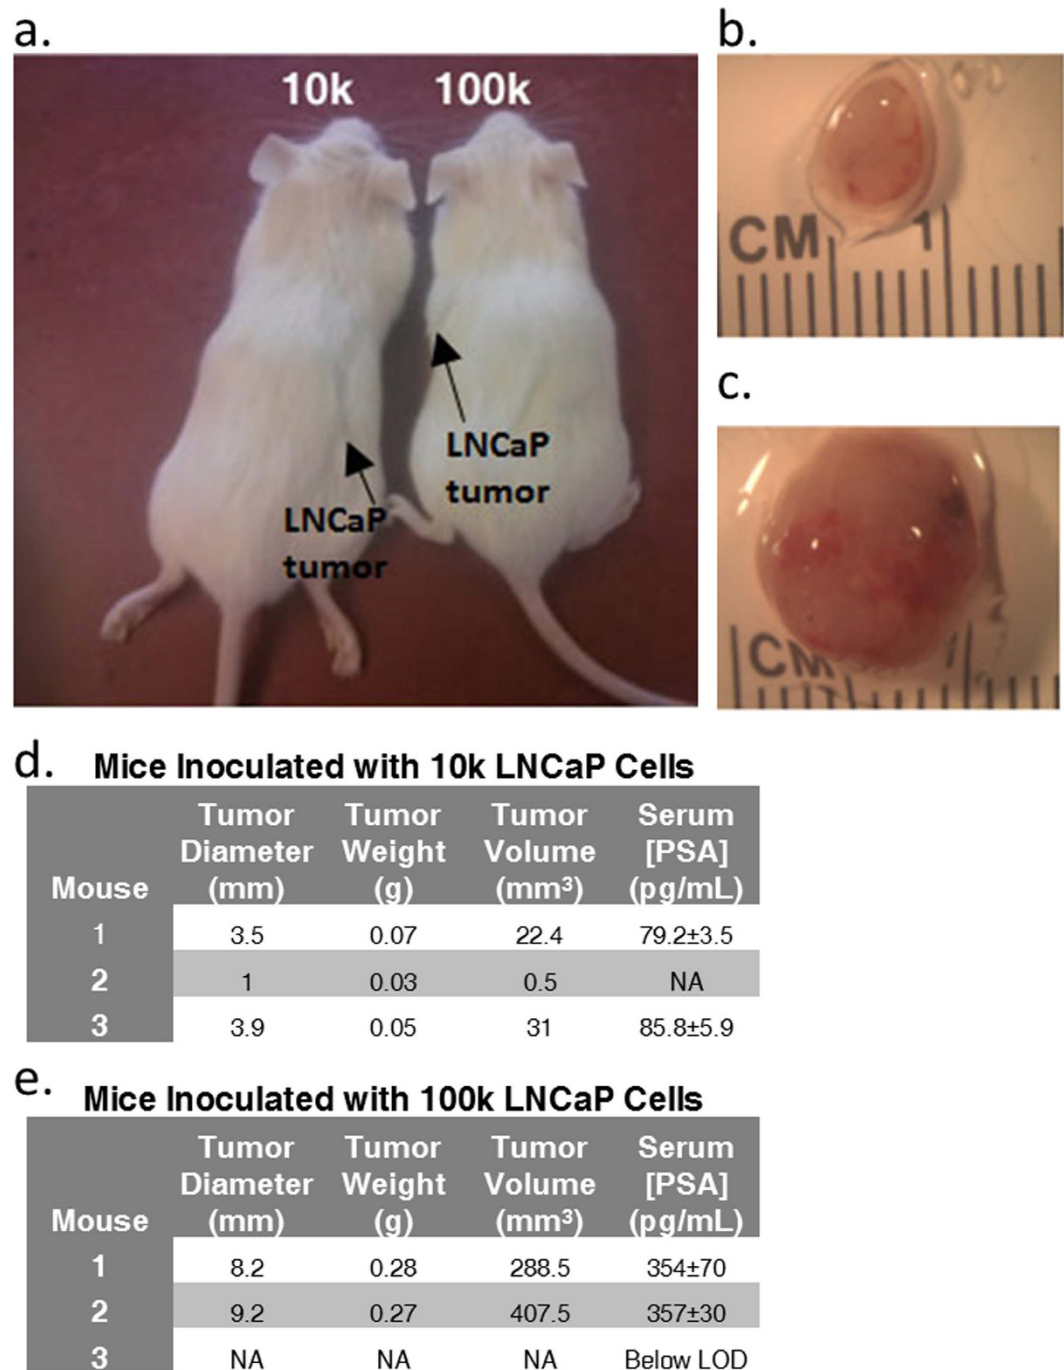 a.
10k 100k
LNCaP
tumor
LNCaP
tumor
b.
CM 1
c.
CM 1
d. Mice Inoculated with 10k LNCaP Cells
Mouse Tumor Diameter (mm) Tumor Weight (g) Tumor Volume (mm³) Serum [PSA] (pg/mL)
1 3.5 0.07 22.4 79.2±3.5
2 1 0.03 0.5 NA
3 3.9 0.05 31 85.8±5.9
e. Mice Inoculated with 100k LNCaP Cells
Mouse Tumor Diameter (mm) Tumor Weight (g) Tumor Volume (mm³) Serum [PSA] (pg/mL)
1 8.2 0.28 288.5 354±70
2 9.2 0.27 407.5 357±30
3 NA NA NA Below LOD